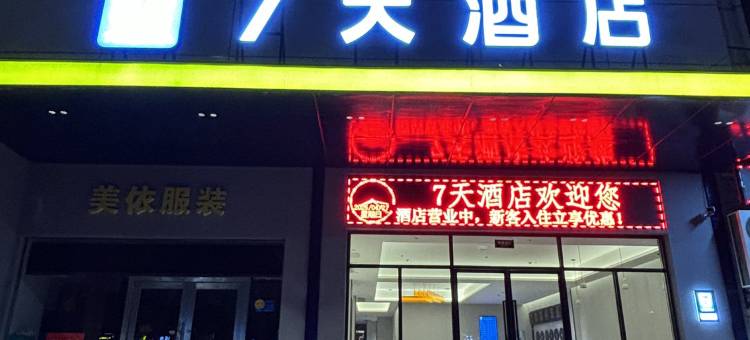 7天酒店
美依服装
7天酒店欢迎您
酒店营业中，新客入住立享优惠！